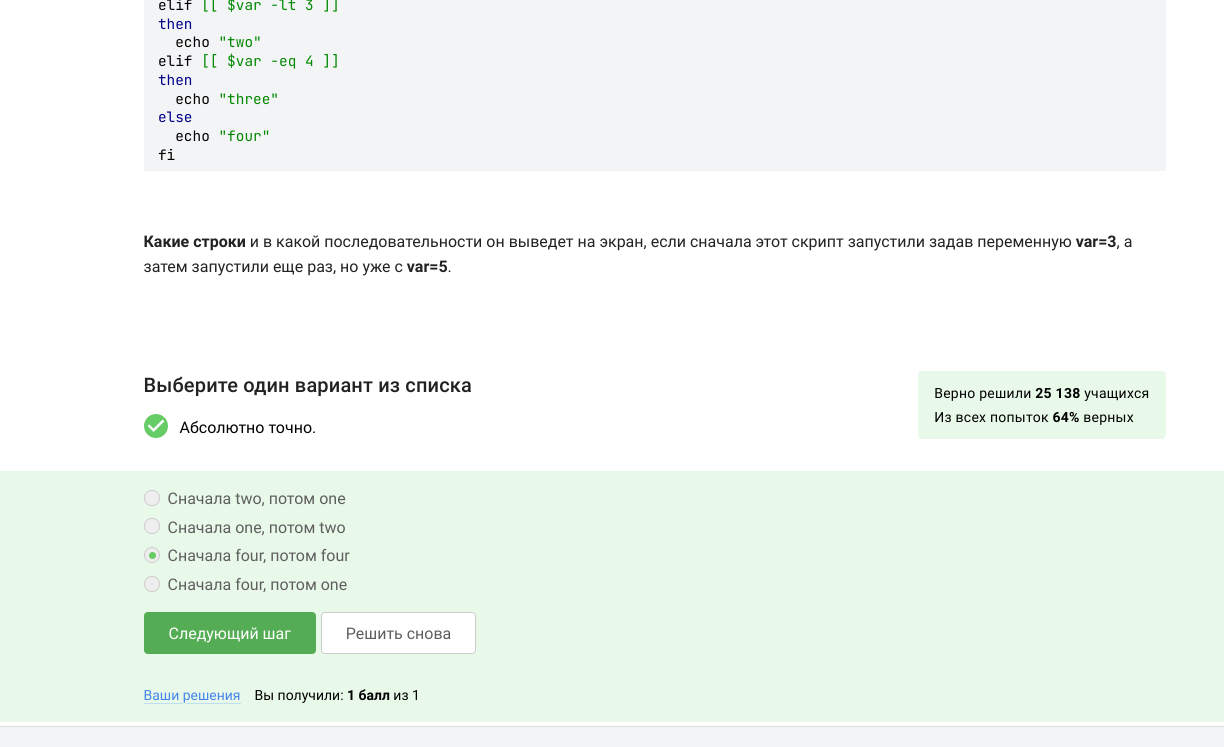 elif [[ $var -lt 3 ]]
then
  echo "two"
elif [[ $var -eq 4 ]]
then
  echo "three"
else
  echo "four"
fi
Какие строки и в какой последовательности он выведет на экран, если сначала этот скрипт запустили задав переменную var=3, а
затем запустили еще раз, но уже с var=5.
Выберите один вариант из списка
Абсолютно точно.
Верно решили 25 138 учащихся
Из всех попыток 64% верных
Сначала two, потом one
Сначала one, потом two
Сначала four, потом four
Сначала four, потом one
Следующий шаг
Решить снова
Ваши решения Вы получили: 1 балл из 1